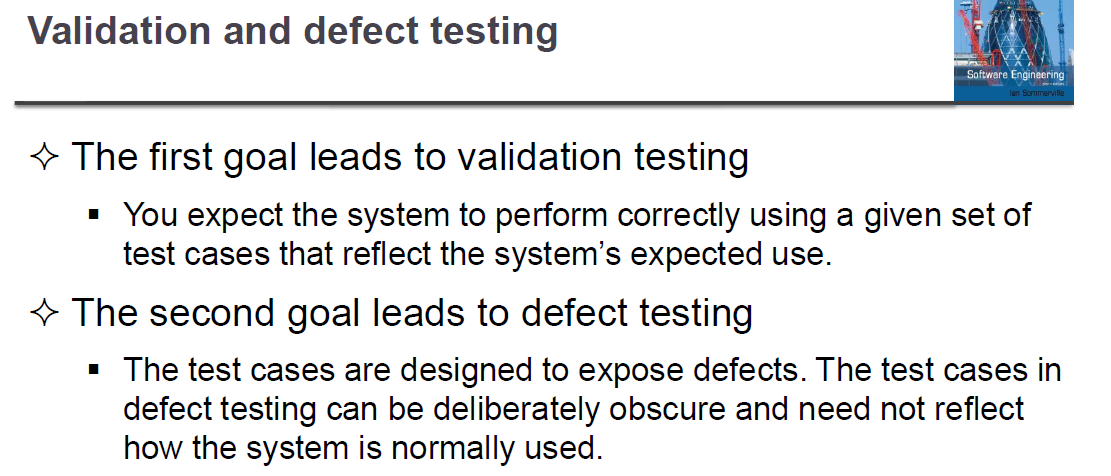 Validation and defect testing
Software Engineering
Ian Sommerville
✧ The first goal leads to validation testing
▪ You expect the system to perform correctly using a given set of
test cases that reflect the system’s expected use.
✧ The second goal leads to defect testing
▪ The test cases are designed to expose defects. The test cases in
defect testing can be deliberately obscure and need not reflect
how the system is normally used.